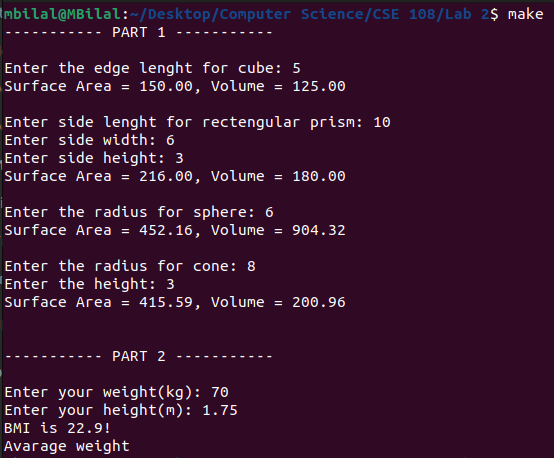 mbilal@MBilal:~/Desktop/Computer Science/CSE 108/Lab 2$ make
----------- PART 1 -----------
Enter the edge lenght for cube: 5
Surface Area = 150.00, Volume = 125.00
Enter side lenght for rectengular prism: 10
Enter side width: 6
Enter side height: 3
Surface Area = 216.00, Volume = 180.00
Enter the radius for sphere: 6
Surface Area = 452.16, Volume = 904.32
Enter the radius for cone: 8
Enter the height: 3
Surface Area = 415.59, Volume = 200.96
----------- PART 2 -----------
Enter your weight(kg): 70
Enter your height(m): 1.75
BMI is 22.9!
Avarage weight